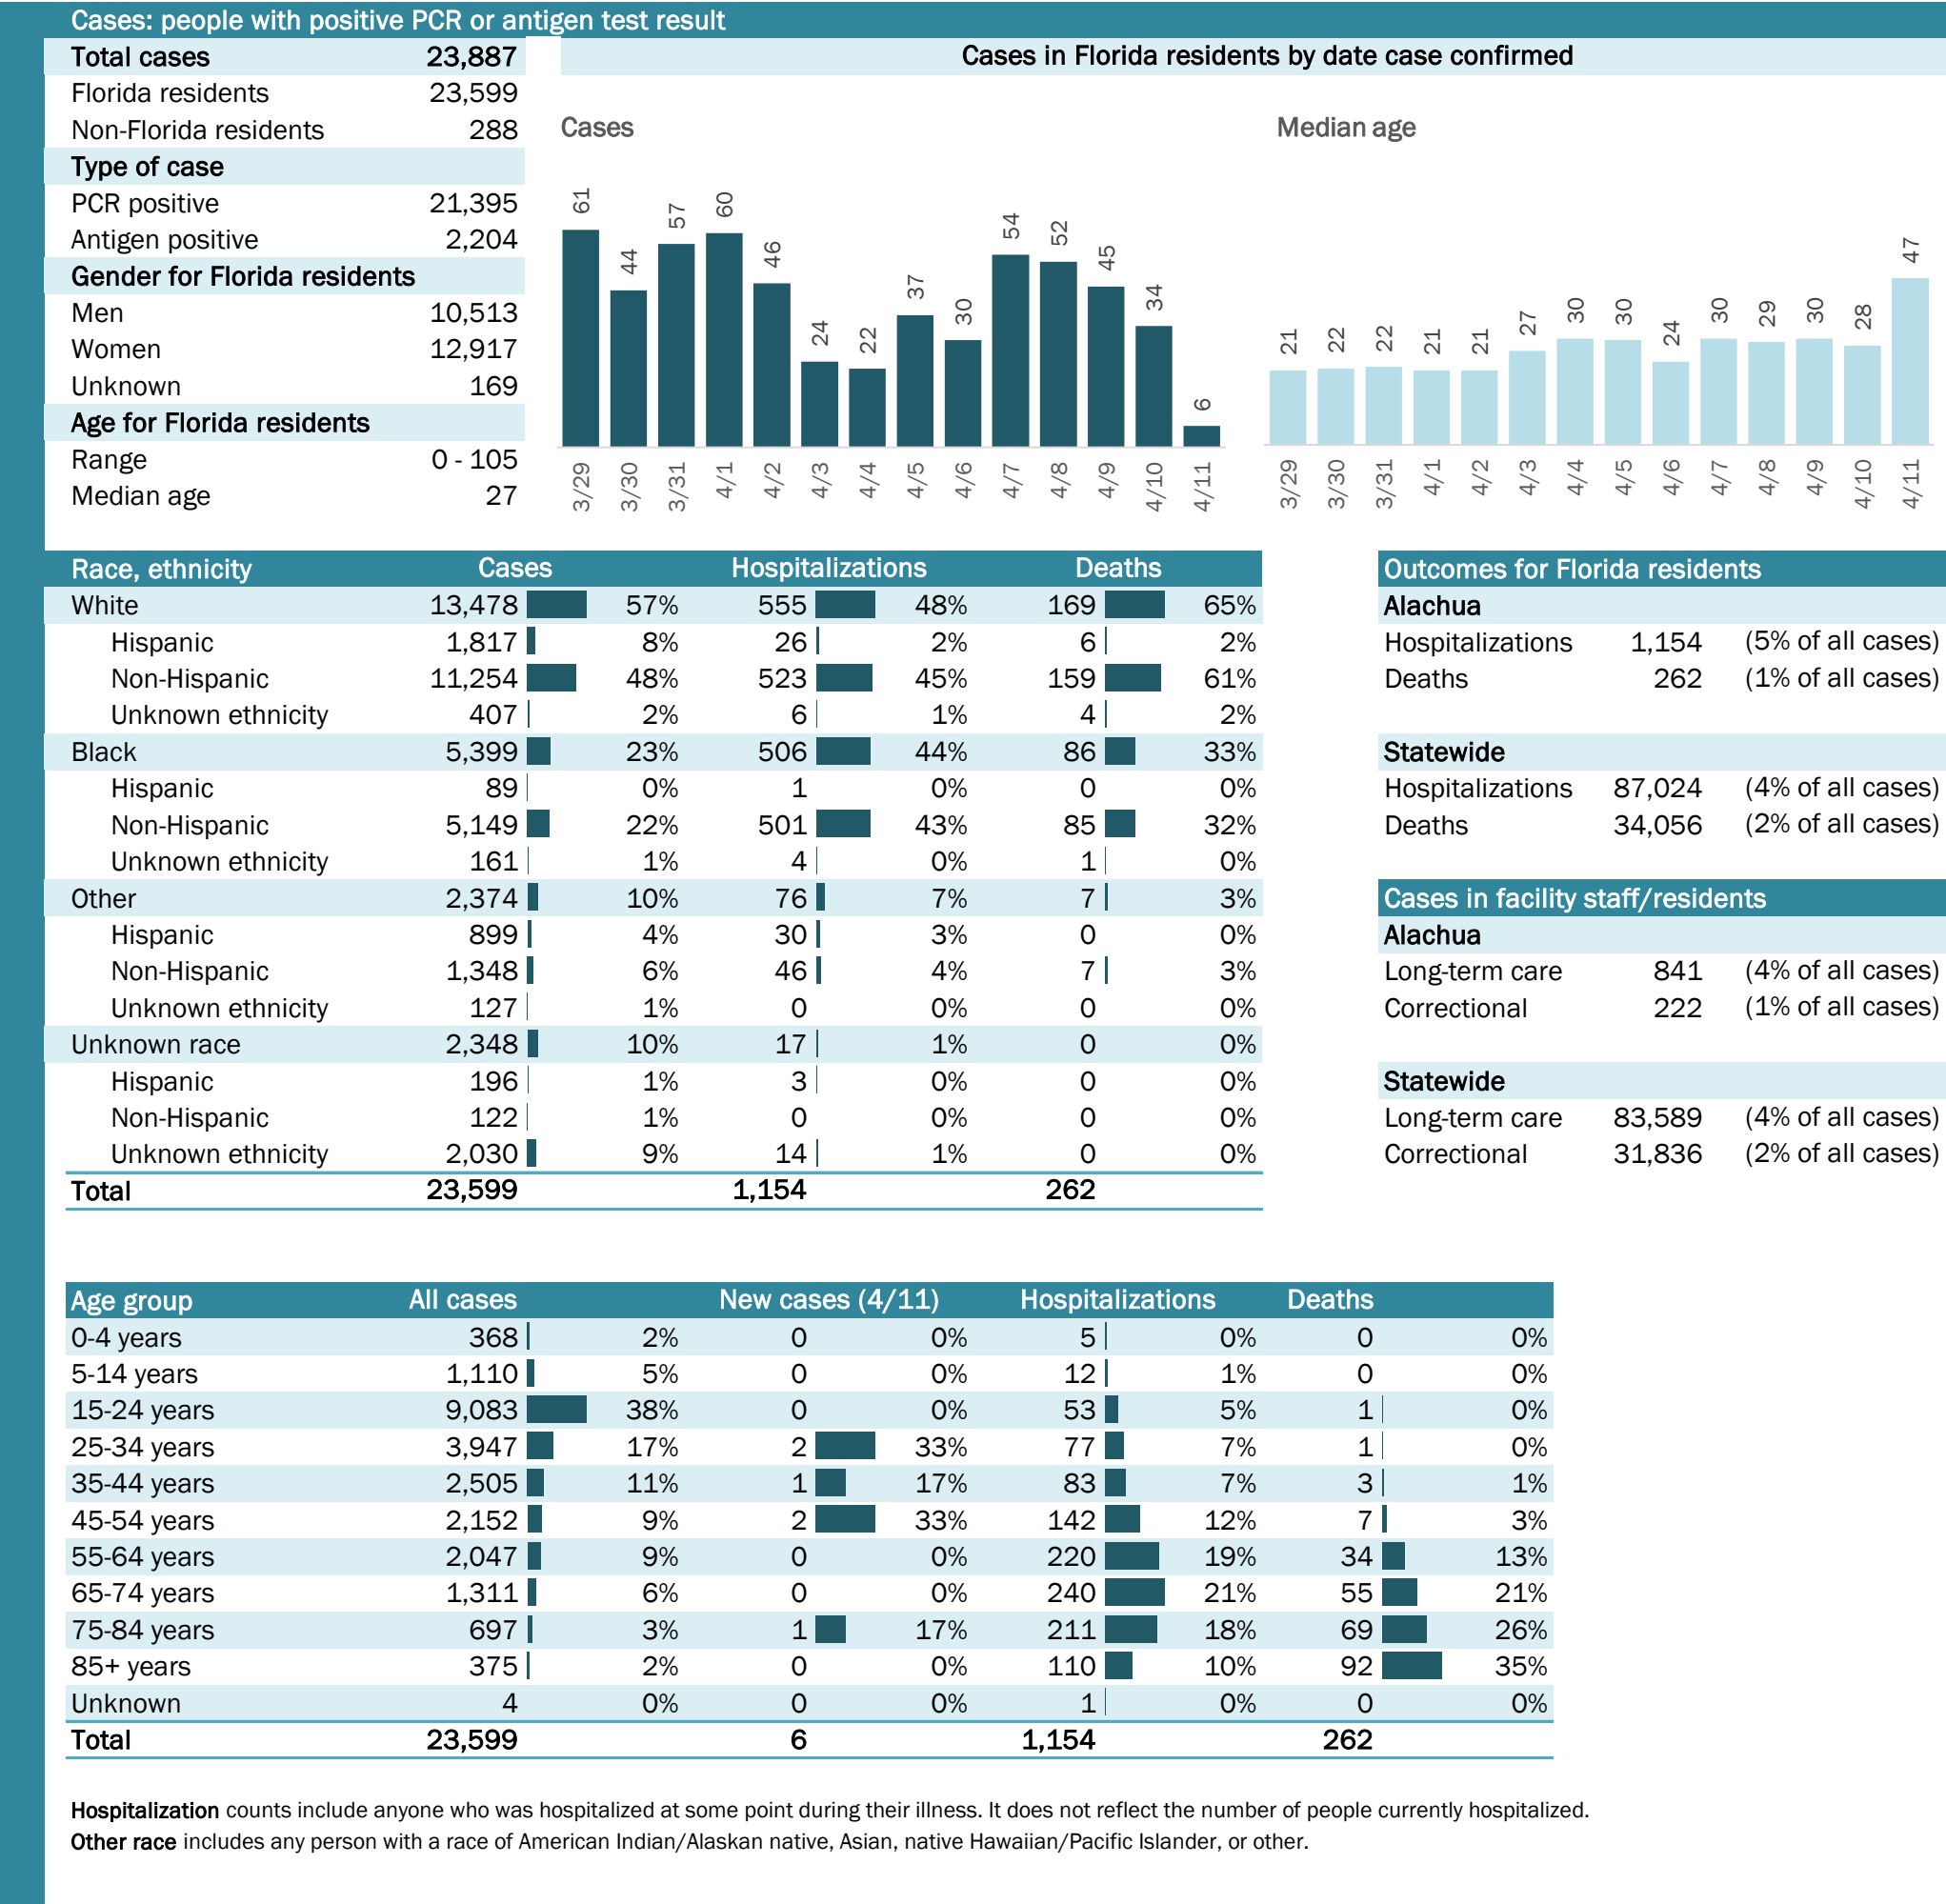 Cases: people with positive PCR or antigen test result
Total cases 23,887
Florida residents 23,599
Non-Florida residents 288
Type of case
PCR positive 21,395
Antigen positive 2,204
Gender for Florida residents
Men 10,513
Women 12,917
Unknown 169
Age for Florida residents
Range 0 - 105
Median age 27
Cases in Florida residents by date case confirmed
Cases
61 44 57 60 46 24 22 37 30 54 52 45 34 6
3/29 3/30 3/31 4/1 4/2 4/3 4/4 4/5 4/6 4/7 4/8 4/9 4/10 4/11
Median age
21 22 22 21 21 27 30 30 24 30 29 30 28 47
3/29 3/30 3/31 4/1 4/2 4/3 4/4 4/5 4/6 4/7 4/8 4/9 4/10 4/11
Race, ethnicity Cases Hospitalizations Deaths
White 13,478 57% 555 48% 169 65%
Hispanic 1,817 8% 26 2% 6 2%
Non-Hispanic 11,254 48% 523 45% 159 61%
Unknown ethnicity 407 2% 6 1% 4 2%
Black 5,399 23% 506 44% 86 33%
Hispanic 89 0% 1 0% 0 0%
Non-Hispanic 5,149 22% 501 43% 85 32%
Unknown ethnicity 161 1% 4 0% 1 0%
Other 2,374 10% 76 7% 7 3%
Hispanic 899 4% 30 3% 0 0%
Non-Hispanic 1,348 6% 46 4% 7 3%
Unknown ethnicity 127 1% 0 0% 0 0%
Unknown race 2,348 10% 17 1% 0 0%
Hispanic 196 1% 3 0% 0 0%
Non-Hispanic 122 1% 0 0% 0 0%
Unknown ethnicity 2,030 9% 14 1% 0 0%
Total 23,599 1,154 262
Outcomes for Florida residents
Alachua
Hospitalizations 1,154 (5% of all cases)
Deaths 262 (1% of all cases)
Statewide
Hospitalizations 87,024 (4% of all cases)
Deaths 34,056 (2% of all cases)
Cases in facility staff/residents
Alachua
Long-term care 841 (4% of all cases)
Correctional 222 (1% of all cases)
Statewide
Long-term care 83,589 (4% of all cases)
Correctional 31,836 (2% of all cases)
Age group All cases New cases (4/11) Hospitalizations Deaths
0-4 years 368 2% 0 0% 5 0% 0 0%
5-14 years 1,110 5% 0 0% 12 1% 0 0%
15-24 years 9,083 38% 0 0% 53 5% 1 0%
25-34 years 3,947 17% 2 33% 77 7% 1 0%
35-44 years 2,505 11% 1 17% 83 7% 3 1%
45-54 years 2,152 9% 2 33% 142 12% 7 3%
55-64 years 2,047 9% 0 0% 220 19% 34 13%
65-74 years 1,311 6% 0 0% 240 21% 55 21%
75-84 years 697 3% 1 17% 211 18% 69 26%
85+ years 375 2% 0 0% 110 10% 92 35%
Unknown 4 0% 0 0% 1 0% 0 0%
Total 23,599 6 1,154 262
Hospitalization counts include anyone who was hospitalized at some point during their illness. It does not reflect the number of people currently hospitalized.
Other race includes any person with a race of American Indian/Alaskan native, Asian, native Hawaiian/Pacific Islander, or other.